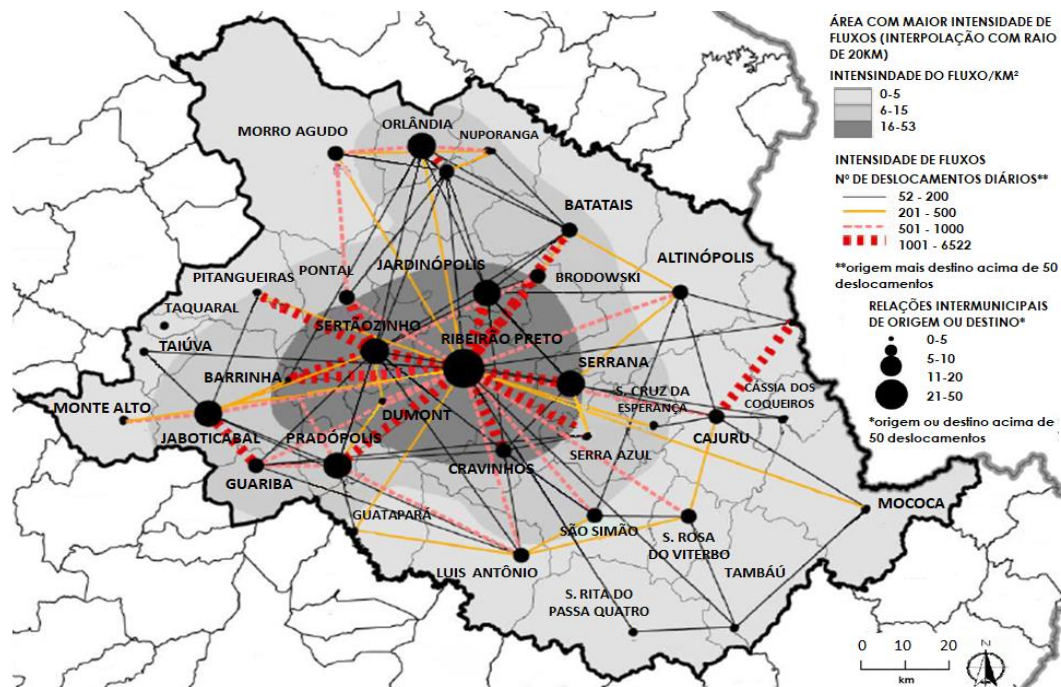 ÁREA COM MAIOR INTENSIDADE DE
FLUXOS (INTERPOLAÇÃO COM RAIO
DE 20KM)
INTENSINDADE DO FLUXO/KM²
0-5
6-15
16-53
INTENSIDADE DE FLUXOS
Nº DE DESLOCAMENTOS DIÁRIOS**
52 - 200
201 - 500
501 - 1000
1001 - 6522
**origem mais destino acima de 50
deslocamentos
RELAÇÕES INTERMUNICIPAIS
DE ORIGEM OU DESTINO*
0-5
5-10
11-20
21-50
*origem ou destino acima de
50 deslocamentos
ORLÂNDIA
MORRO AGUDO
NUPORANGA
BATATAIS
ALTINÓPOLIS
PITANGUEIRAS
PONTAL
JARDINÓPOLIS
BRODOWSKI
TAQUARAL
SERTÃOZINHO
RIBEIRÃO PRETO
TAIÚVA
SERRANA
BARRINHA
S. CRUZ DA
ESPERANÇA
CÁSSIA DOS
COQUEIROS
MONTE ALTO
DUMONT
JABOTICABAL
PRADÓPOLIS
CAJURU
SERRA AZUL
CRAVINHOS
GUARIBA
MOCOCA
GUATAPARÁ
SÃO SIMÃO
S. ROSA
DO VITERBO
LUIS ANTÔNIO
TAMBÁÚ
S. RITA DO
PASSA QUATRO
0 10 20
km
N